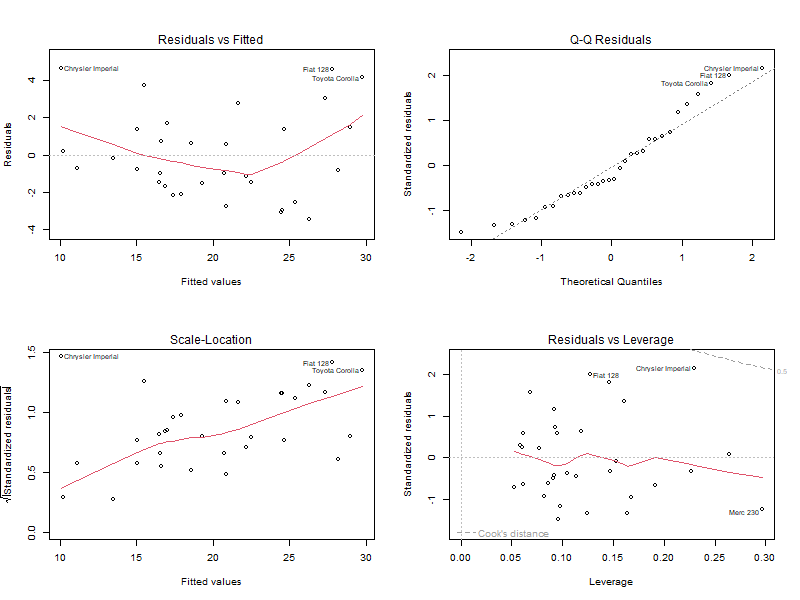 Residuals vs Fitted
Residuals
4
2
0
-2
-4
Chrysler Imperial
Fiat 128
Toyota Corolla
10 15 20 25 30
Fitted values
Q-Q Residuals
Standardized residuals
2
1
0
-1
Chrysler Imperial
Fiat 128
Toyota Corolla
-2 -1 0 1 2
Theoretical Quantiles
Scale-Location
√|Standardized residuals|
1.5
1.0
0.5
0.0
Chrysler Imperial
Fiat 128
Toyota Corolla
10 15 20 25 30
Fitted values
Residuals vs Leverage
Standardized residuals
2
1
0
-1
0.5
Chrysler Imperial
Fiat 128
Merc 230
Cook's distance
0.00 0.05 0.10 0.15 0.20 0.25 0.30
Leverage